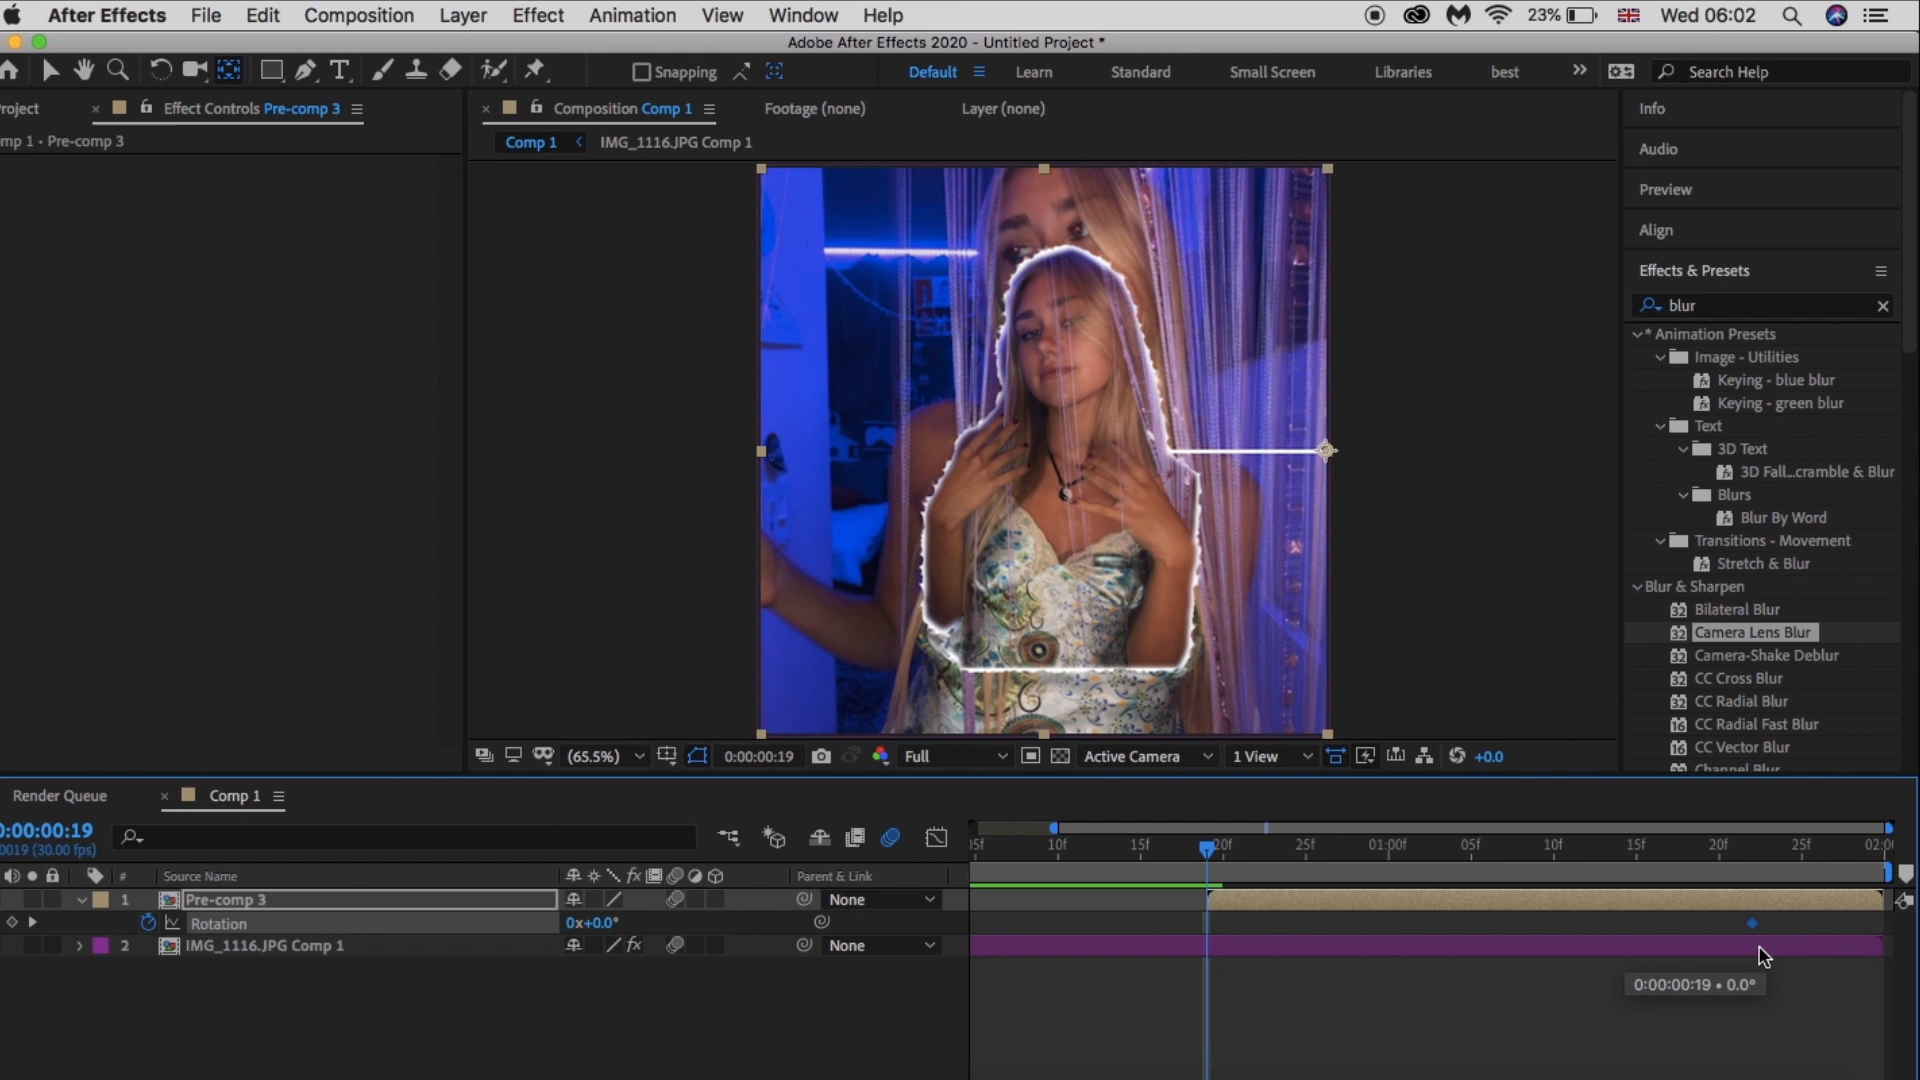 After Effects File Edit Composition Layer Effect Animation View Window Help 23% Wed 06:02
Adobe After Effects 2020 - Untitled Project *
Snapping Default Learn Standard Small Screen Libraries best Search Help
roject Effect Controls Pre-comp 3 Composition Comp 1 Footage (none) Layer (none)
mp 1 • Pre-comp 3
Comp 1 IMG_1116.JPG Comp 1
Info
Audio
Preview
Align
Effects & Presets
blur
* Animation Presets
Image - Utilities
Keying - blue blur
Keying - green blur
Text
3D Text
3D Fall...cramble & Blur
Blurs
Blur By Word
Transitions - Movement
Stretch & Blur
Blur & Sharpen
Bilateral Blur
Camera Lens Blur
Camera-Shake Deblur
CC Cross Blur
CC Radial Blur
CC Radial Fast Blur
CC Vector Blur
Channel Blur
(65.5%) 0:00:00:19 Full Active Camera 1 View +0.0
Render Queue Comp 1
0:00:00:19
0019 (30.00 fps)
05f 10f 15f 20f 25f 01:00f 05f 10f 15f 20f 25f 02:0
# Source Name fx Parent & Link
1 Pre-comp 3 None
Rotation 0x+0.0°
2 IMG_1116.JPG Comp 1 fx None
0:00:00:19 • 0.0°